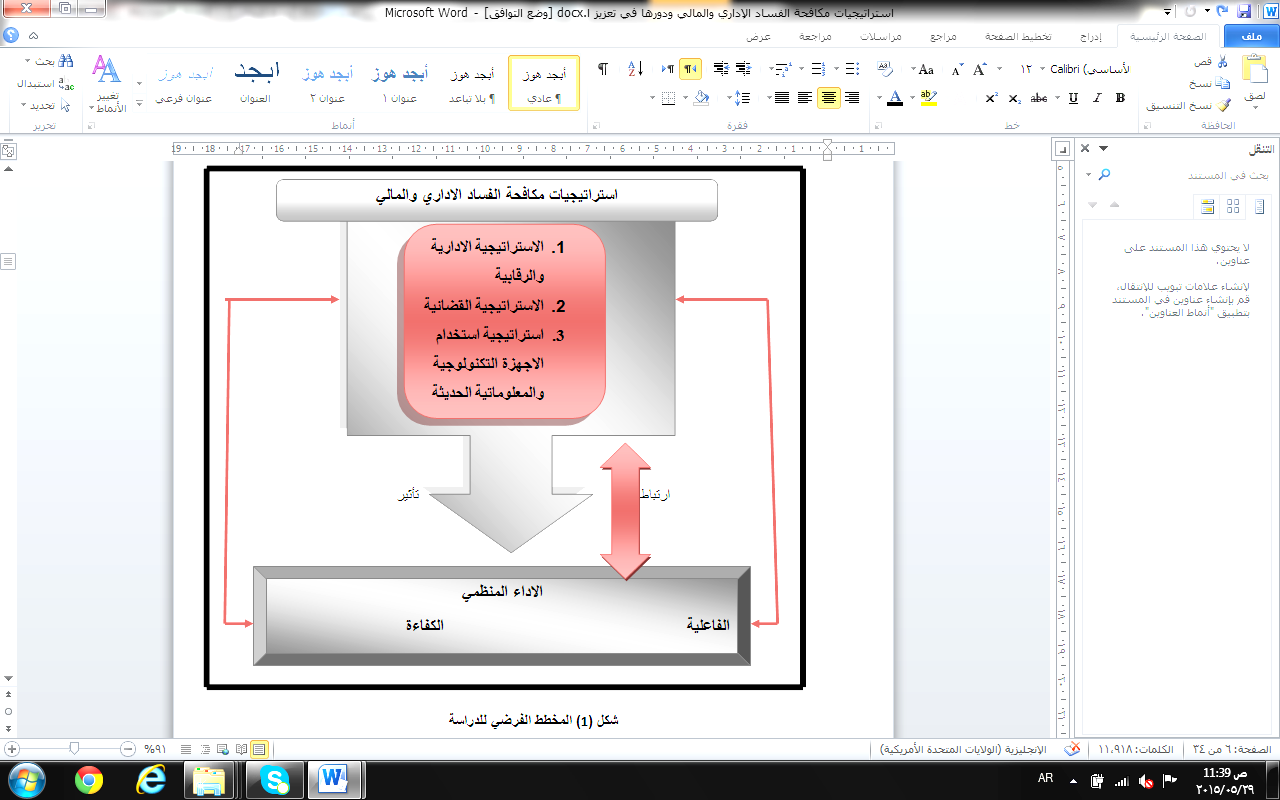 استراتيجيات مكافحة الفساد الإداري والمالي ودورها في تعزيز ا.docx [وضع التوافق] - Microsoft Word
ملف الصفحة الرئيسية إدراج تخطيط الصفحة مراجع مراسلات مراجعة عرض
لصق
قص
نسخ
نسخ التنسيق
الحافظة
Calibri (الأساسي ١٢
خط
فقرة
أبجد هوز
¶ عادي
أبجد هوز
¶ بلا تباعد
أبجد هوز
عنوان ١
أبجد هوز
عنوان ٢
ابجد
العنوان
أبجد هوز
عنوان فرعي
تغيير الأنماط
أنماط
بحث
استبدال
تحديد
تحرير
التنقل
بحث في المستند
لا يحتوي هذا المستند على
عناوين.
لإنشاء علامات تبويب للانتقال،
قم بإنشاء عناوين في المستند
بتطبيق "أنماط العناوين".
استراتيجيات مكافحة الفساد الاداري والمالي
1. الاستراتيجية الادارية
والرقابية
2. الاستراتيجية القضائية
3. استراتيجية استخدام
الاجهزة التكنولوجية
والمعلوماتية الحديثة
ارتباط
تأثير
الاداء المنظمي
الفاعلية الكفاءة
شكل (1) المخطط الفرضي للدراسة
الصفحة: ٦ من ٣٤ الكلمات: ١١،٩١٨ الإنجليزية (الولايات المتحدة الأمريكية) ٩١%
AR
11:39 ص
٢٠١٥/٠٥/٢٩